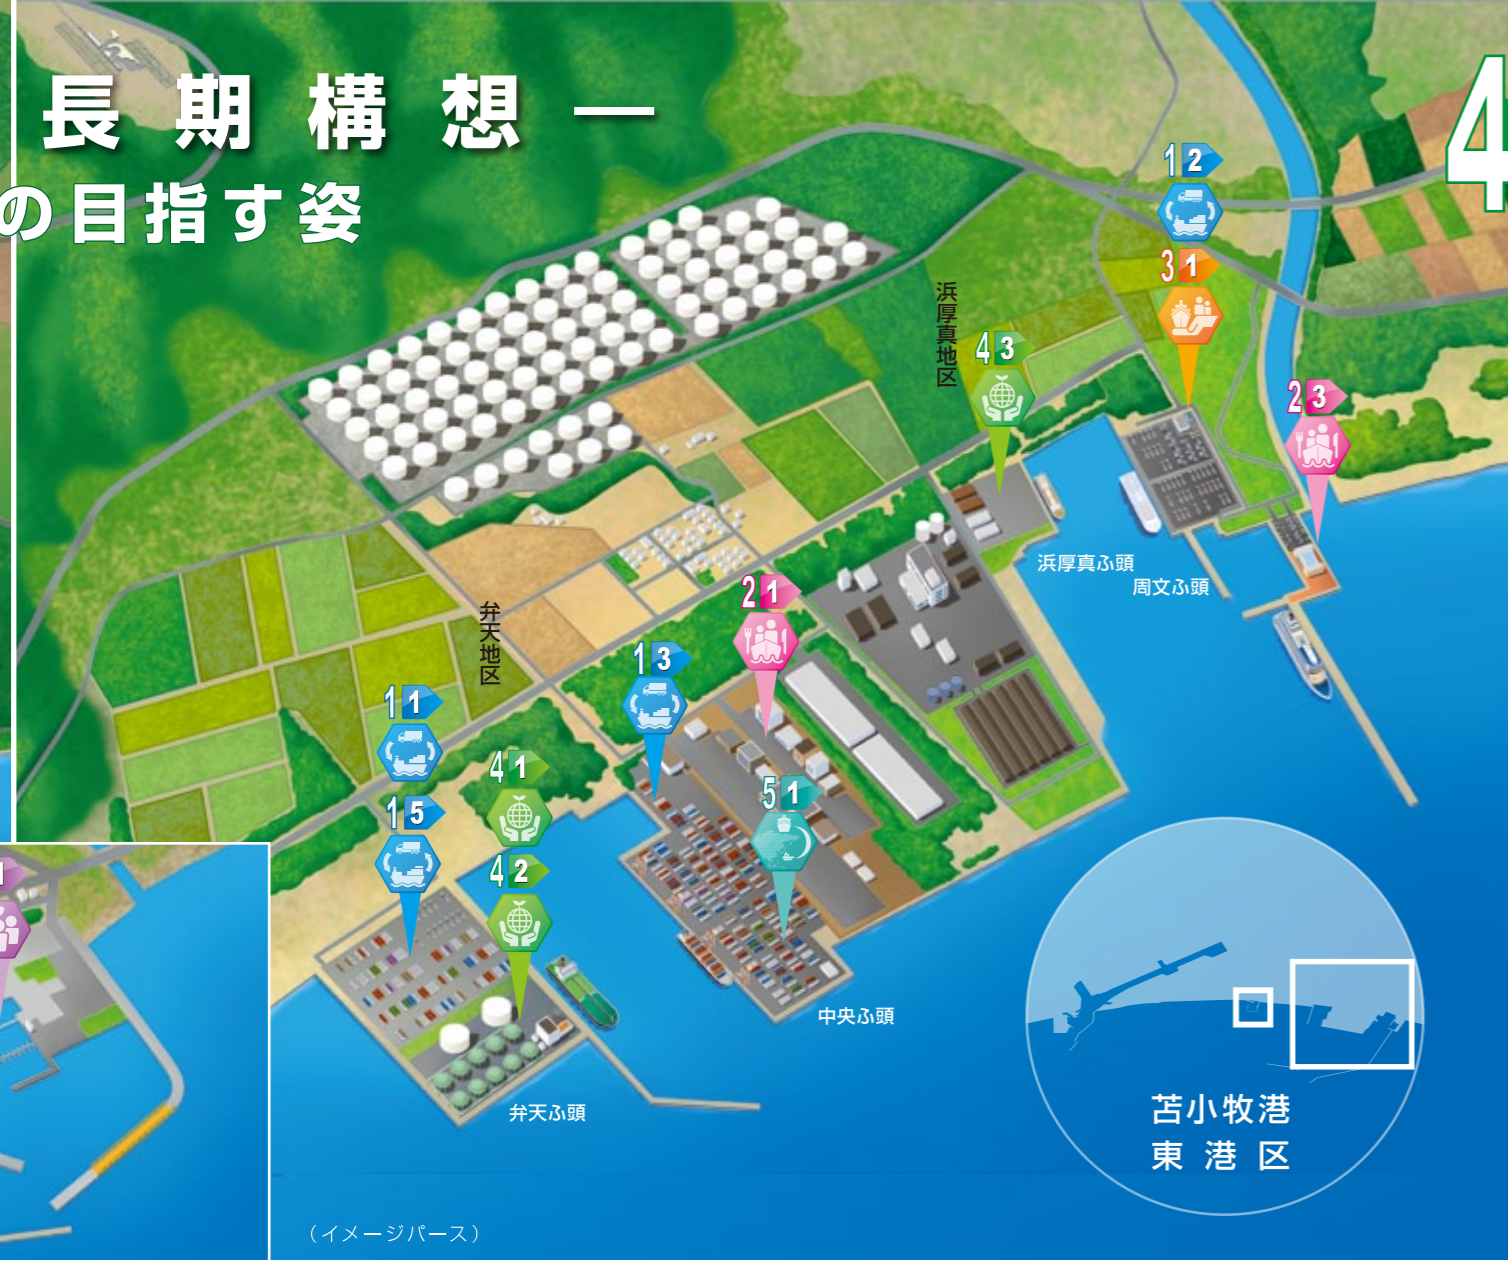 長期構想―
の目指す姿
4
12
31
浜厚真地区
43
23
浜厚真ふ頭
周文ふ頭
21
弁天地区
13
11
41
51
15
42
1
中央ふ頭
弁天ふ頭
苫小牧港
東港区
（イメージパース）